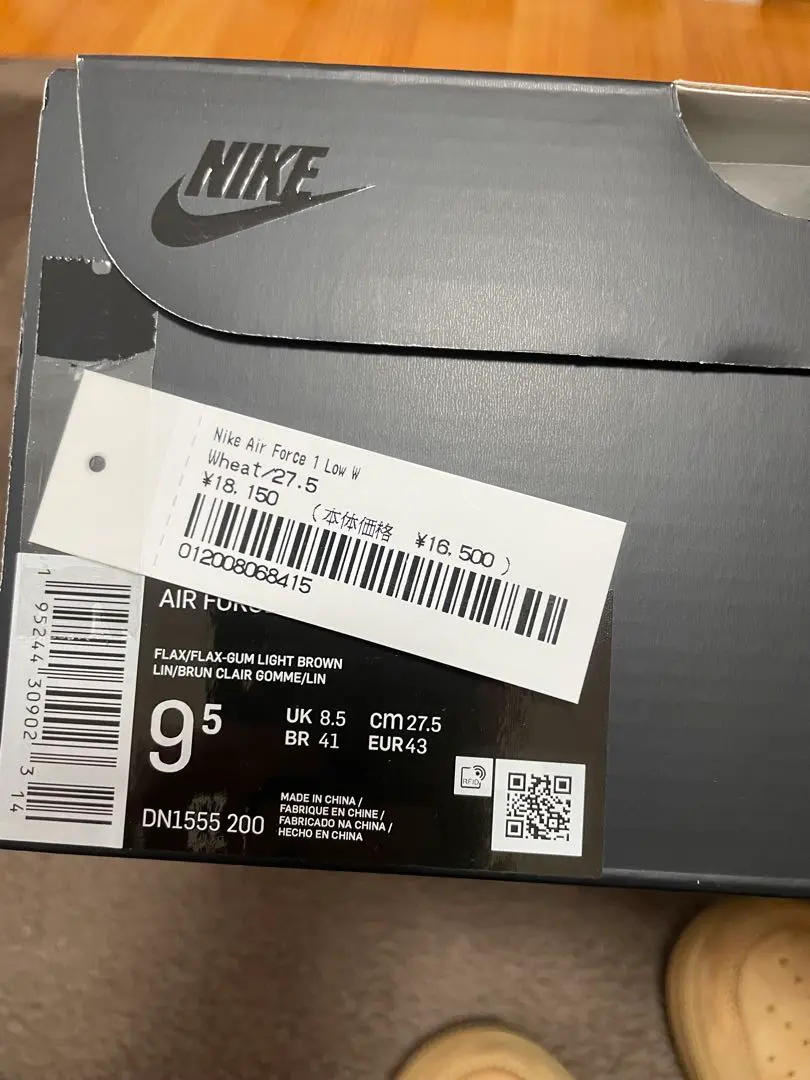 NIKE
Nike Air Force 1 Low W
Wheat/27.5
¥18,150 (本体価格 ¥16,500)
012008068415
AIR FORC
FLAX/FLAX-GUM LIGHT BROWN
LIN/BRUN CLAIR GOMME/LIN
9⁵
UK 8.5 cm 27.5
BR 41 EUR 43
RFID
DN1555 200
MADE IN CHINA /
FABRIQUE EN CHINE /
FABRICADO NA CHINA /
HECHO EN CHINA
1 95244 30902 3 14